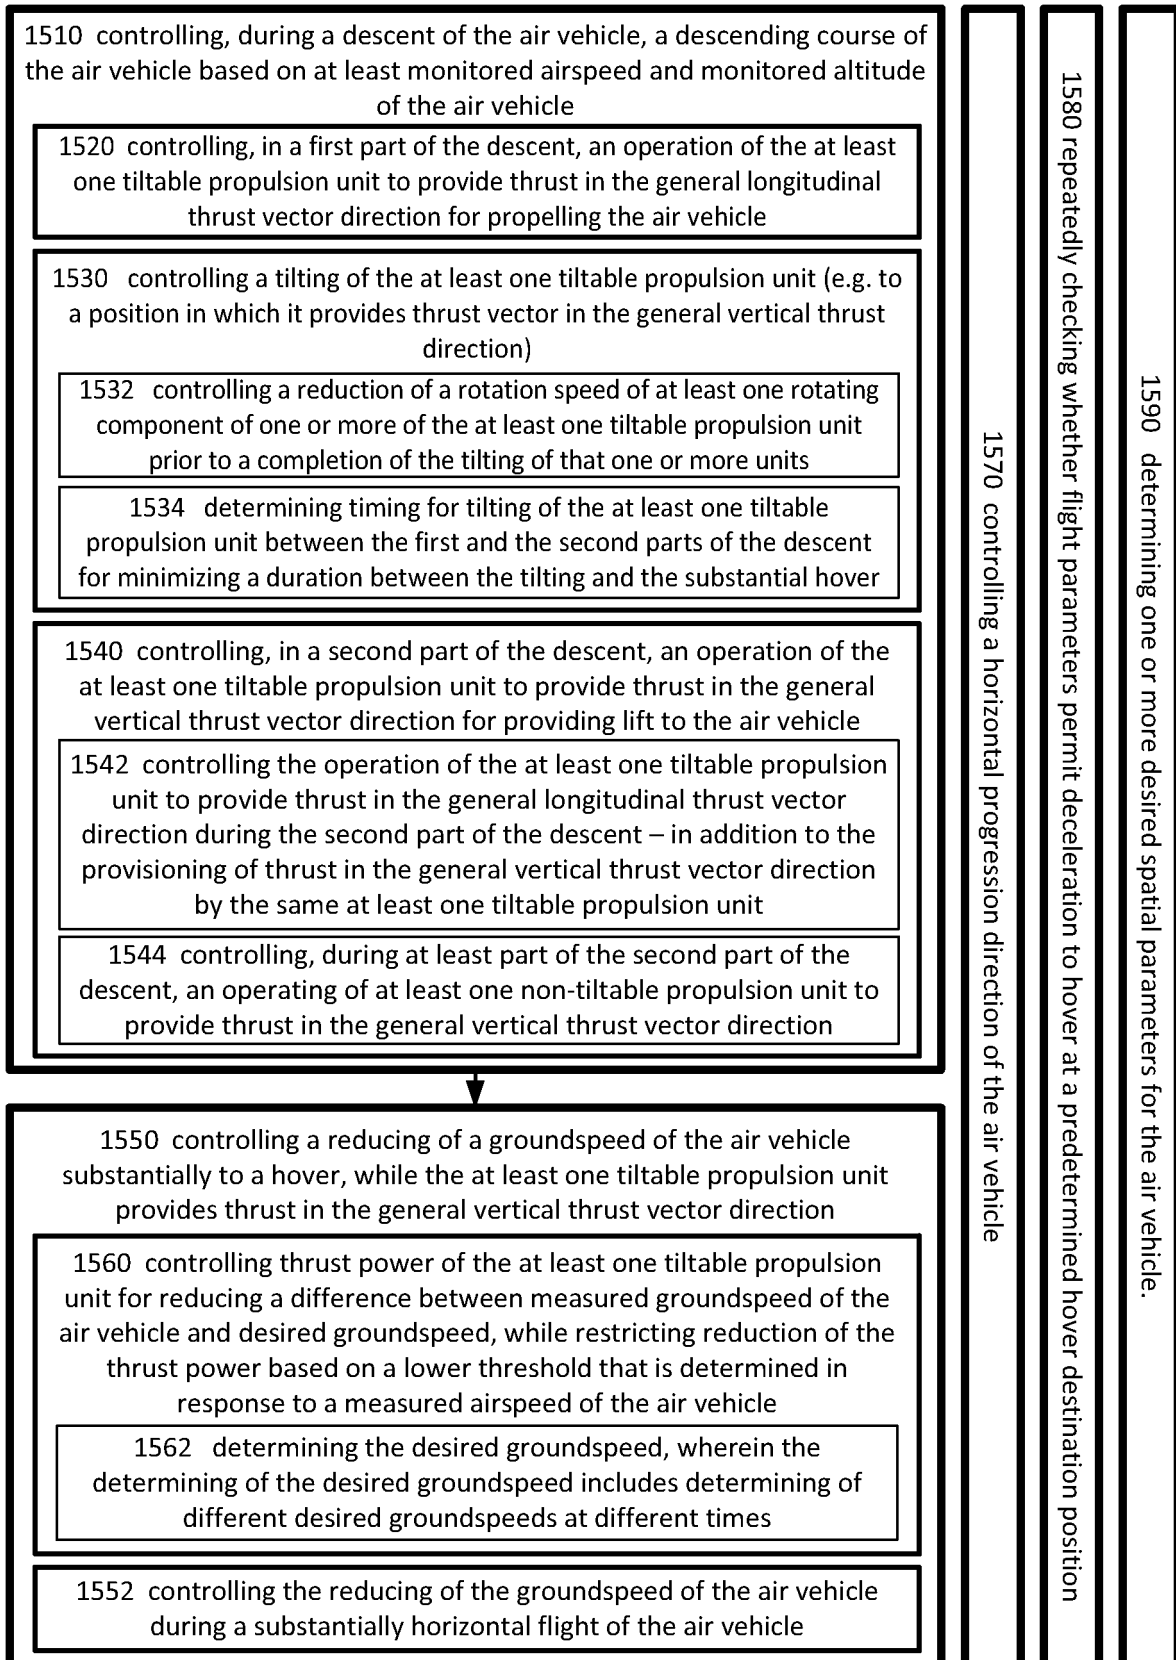 1510 controlling, during a descent of the air vehicle, a descending course of
the air vehicle based on at least monitored airspeed and monitored altitude
of the air vehicle
1520 controlling, in a first part of the descent, an operation of the at least
one tiltable propulsion unit to provide thrust in the general longitudinal
thrust vector direction for propelling the air vehicle
1530 controlling a tilting of the at least one tiltable propulsion unit (e.g. to
a position in which it provides thrust vector in the general vertical thrust
direction)
1532 controlling a reduction of a rotation speed of at least one rotating
component of one or more of the at least one tiltable propulsion unit
prior to a completion of the tilting of that one or more units
1534 determining timing for tilting of the at least one tiltable
propulsion unit between the first and the second parts of the descent
for minimizing a duration between the tilting and the substantial hover
1540 controlling, in a second part of the descent, an operation of the
at least one tiltable propulsion unit to provide thrust in the general
vertical thrust vector direction for providing lift to the air vehicle
1542 controlling the operation of the at least one tiltable propulsion
unit to provide thrust in the general longitudinal thrust vector
direction during the second part of the descent – in addition to the
provisioning of thrust in the general vertical thrust vector direction
by the same at least one tiltable propulsion unit
1544 controlling, during at least part of the second part of the
descent, an operating of at least one non-tiltable propulsion unit to
provide thrust in the general vertical thrust vector direction
1550 controlling a reducing of a groundspeed of the air vehicle
substantially to a hover, while the at least one tiltable propulsion unit
provides thrust in the general vertical thrust vector direction
1560 controlling thrust power of the at least one tiltable propulsion
unit for reducing a difference between measured groundspeed of the
air vehicle and desired groundspeed, while restricting reduction of the
thrust power based on a lower threshold that is determined in
response to a measured airspeed of the air vehicle
1562 determining the desired groundspeed, wherein the
determining of the desired groundspeed includes determining of
different desired groundspeeds at different times
1552 controlling the reducing of the groundspeed of the air vehicle
during a substantially horizontal flight of the air vehicle
1570 controlling a horizontal progression direction of the air vehicle
1580 repeatedly checking whether flight parameters permit deceleration to hover at a predetermined hover destination position
1590 determining one or more desired spatial parameters for the air vehicle.